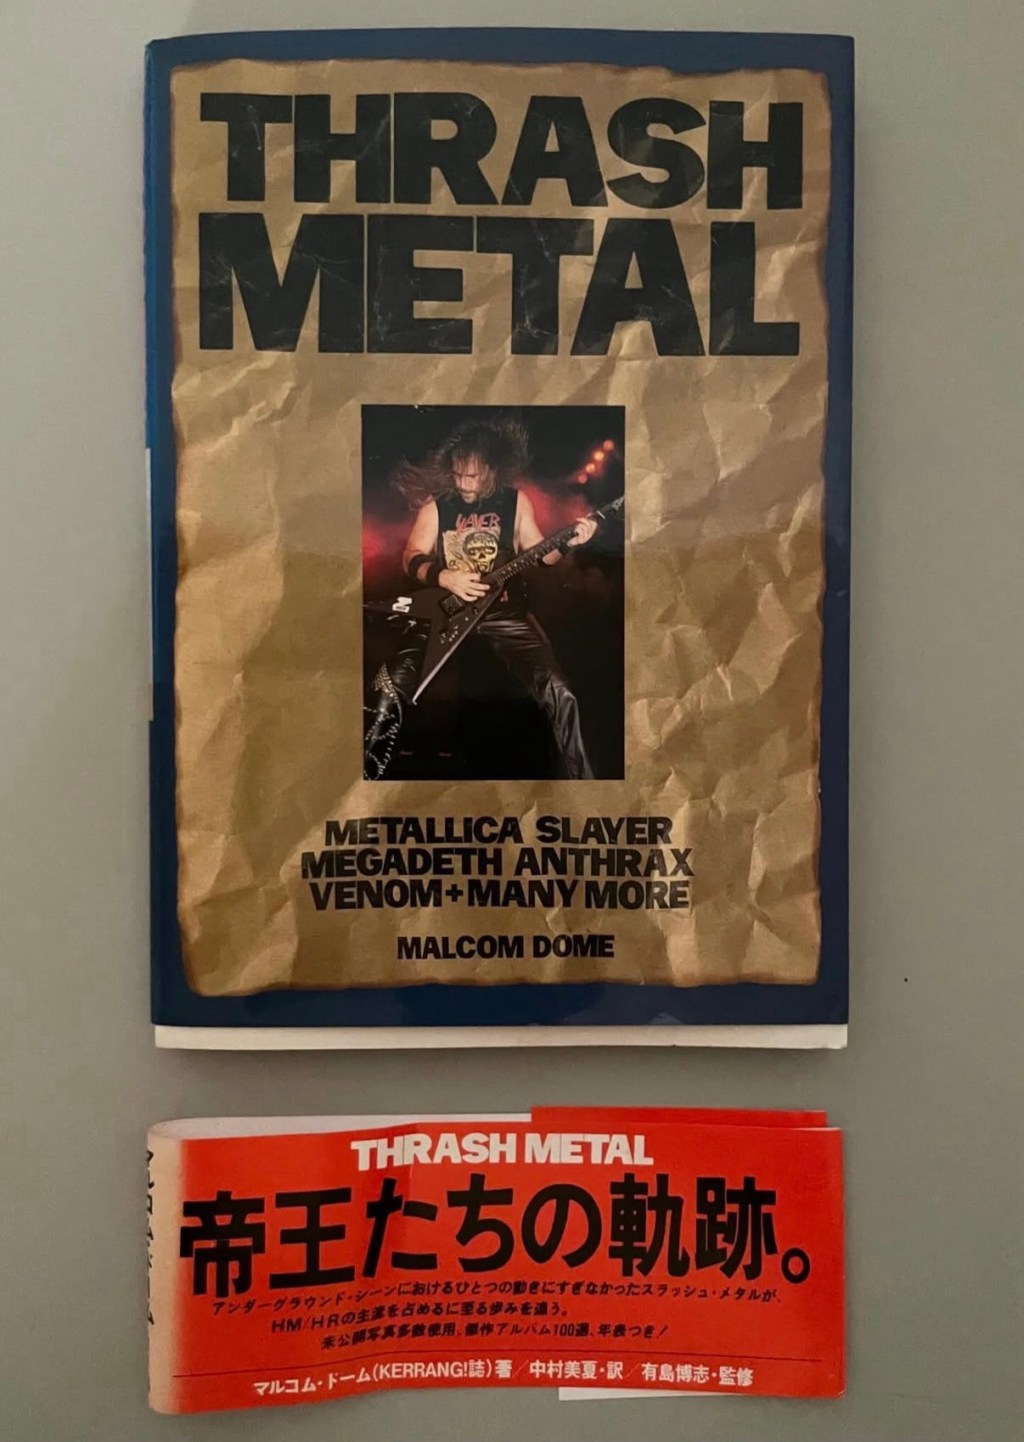 THRASH
METAL
SLAYER
METALLICA SLAYER
MEGADETH ANTHRAX
VENOM+MANY MORE
MALCOM DOME
THRASH METAL
帝王たちの軌跡。
アンダーグラウンド・シーンにおけるひとつの動きにすぎなかったスラッシュ・メタルが、
HM/HRの主流を占めるに至る歩みを追う。
未公開写真多数使用、傑作アルバム100選、年表つき!
マルコム・ドーム(KERRANG!誌)著/中村美夏・訳/有島博志・監修